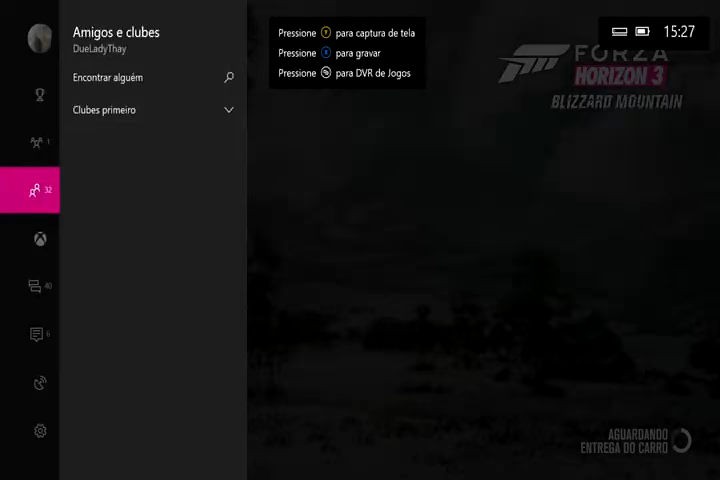 Amigos e clubes
DueLadyThay
Encontrar alguém
Clubes primeiro
1
32
40
6
Pressione Y para captura de tela
Pressione X para gravar
Pressione para DVR de Jogos
15:27
FORZA
HORIZON 3
BLIZZARD MOUNTAIN
AGUARDANDO
ENTREGA DO CARRO